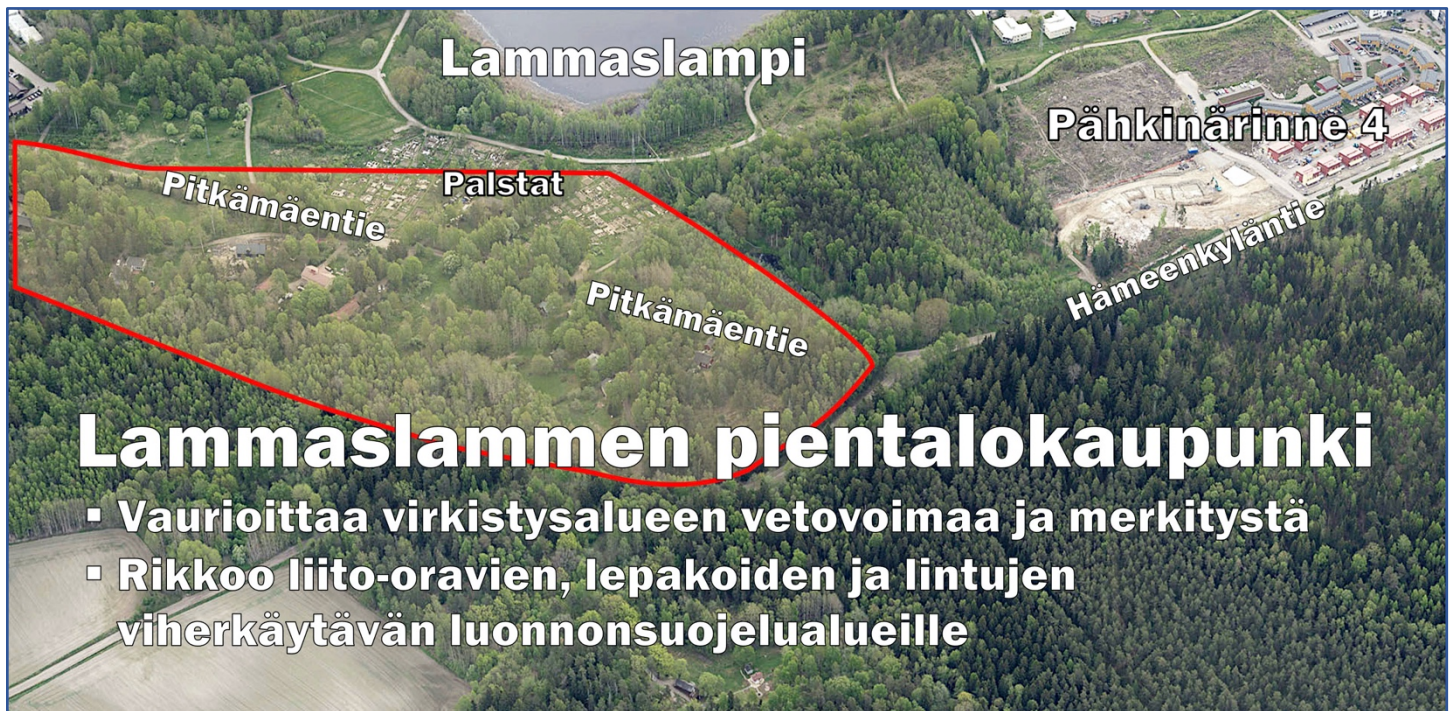 Lammaslampi
Pähkinärinne 4
Palstat
Pitkämäentie
Hämeenkyläntie
Pitkämäentie
Lammaslammen pientalokaupunki
▪ Vaurioittaa virkistysalueen vetovoimaa ja merkitystä
▪ Rikkoo liito-oravien, lepakoiden ja lintujen
viherkäytävän luonnonsuojelualueille